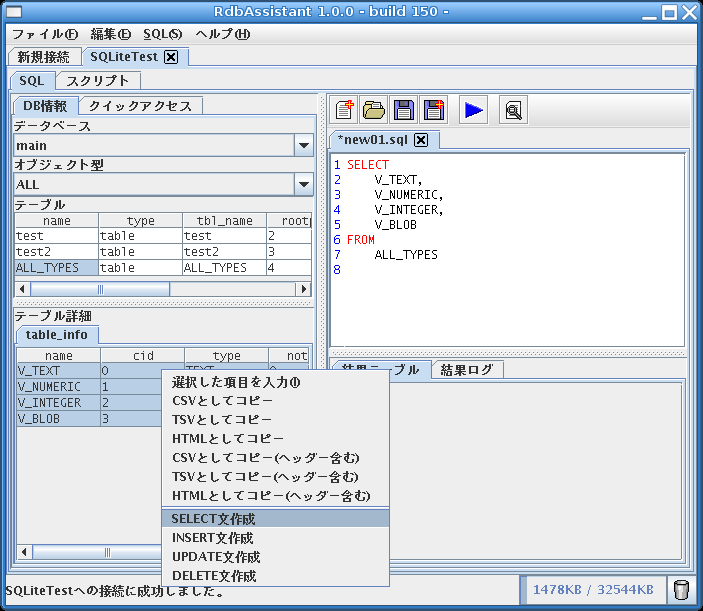 RdbAssistant 1.0.0 - build 150 -
ファイル(F) 編集(E) SQL(S) ヘルプ(H)
新規接続 SQLiteTest
SQL スクリプト
DB情報 クイックアクセス
データベース
main
オブジェクト型
ALL
テーブル
name type tbl_name rootp
test table test 2
test2 table test2 3
ALL_TYPES table ALL_TYPES 4
テーブル詳細
table_info
name cid type not
V_TEXT 0
V_NUMERIC 1
V_INTEGER 2
V_BLOB 3
*new01.sql
1 SELECT
2 V_TEXT,
3 V_NUMERIC,
4 V_INTEGER,
5 V_BLOB
6 FROM
7 ALL_TYPES
8
結果テーブル 結果ログ
選択した項目を入力(I)
CSVとしてコピー
TSVとしてコピー
HTMLとしてコピー
CSVとしてコピー(ヘッダー含む)
TSVとしてコピー(ヘッダー含む)
HTMLとしてコピー(ヘッダー含む)
SELECT文作成
INSERT文作成
UPDATE文作成
DELETE文作成
SQLiteTestへの接続に成功しました。
1478KB / 32544KB